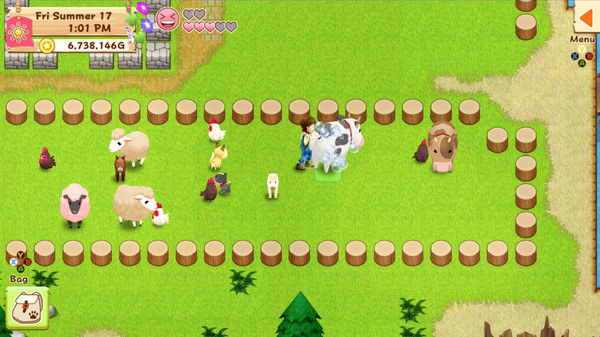 Fri Summer 17
1:01 PM
6,738,146G
Menu
Y
X B
A
Y
X B
A
Bag